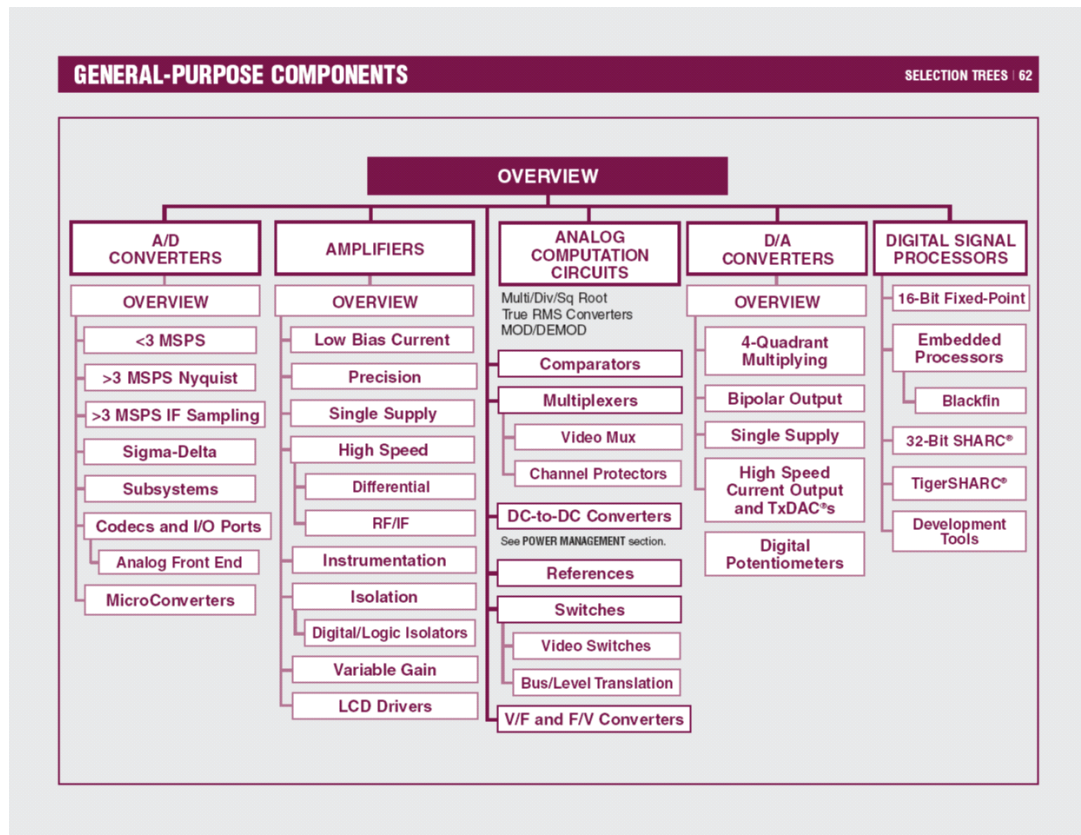 GENERAL-PURPOSE COMPONENTS
SELECTION TREES | 62
OVERVIEW
A/D
CONVERTERS
OVERVIEW
<3 MSPS
>3 MSPS Nyquist
>3 MSPS IF Sampling
Sigma-Delta
Subsystems
Codecs and I/O Ports
Analog Front End
MicroConverters
AMPLIFIERS
OVERVIEW
Low Bias Current
Precision
Single Supply
High Speed
Differential
RF/IF
Instrumentation
Isolation
Digital/Logic Isolators
Variable Gain
LCD Drivers
ANALOG
COMPUTATION
CIRCUITS
Multi/Div/Sq Root
True RMS Converters
MOD/DEMOD
Comparators
Multiplexers
Video Mux
Channel Protectors
DC-to-DC Converters
See POWER MANAGEMENT section.
References
Switches
Video Switches
Bus/Level Translation
V/F and F/V Converters
D/A
CONVERTERS
OVERVIEW
4-Quadrant
Multiplying
Bipolar Output
Single Supply
High Speed
Current Output
and TxDAC®s
Digital
Potentiometers
DIGITAL SIGNAL
PROCESSORS
16-Bit Fixed-Point
Embedded
Processors
Blackfin
32-Bit SHARC®
TigerSHARC®
Development
Tools